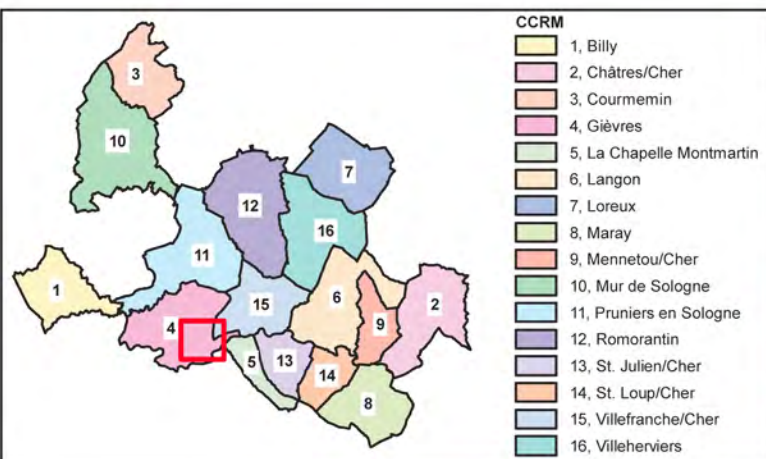 CCRM
1, Billy
2, Châtres/Cher
3, Courmemin
4, Gièvres
5, La Chapelle Montmartin
6, Langon
7, Loreux
8, Maray
9, Mennetou/Cher
10, Mur de Sologne
11, Pruniers en Sologne
12, Romorantin
13, St. Julien/Cher
14, St. Loup/Cher
15, Villefranche/Cher
16, Villeherviers
3
10
7
12
16
11
1
15
6
2
4
9
5
13
14
8